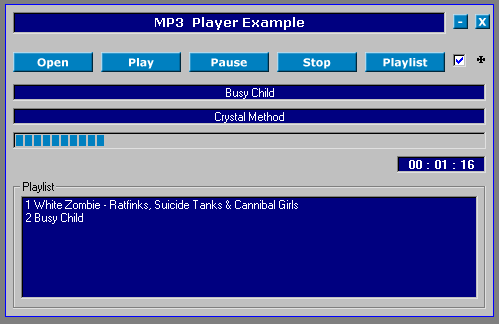 MP3 Player Example
- X
Open Play Pause Stop Playlist
Busy Child
Crystal Method
00 : 01 : 16
Playlist
1 White Zombie - Ratfinks, Suicide Tanks & Cannibal Girls
2 Busy Child